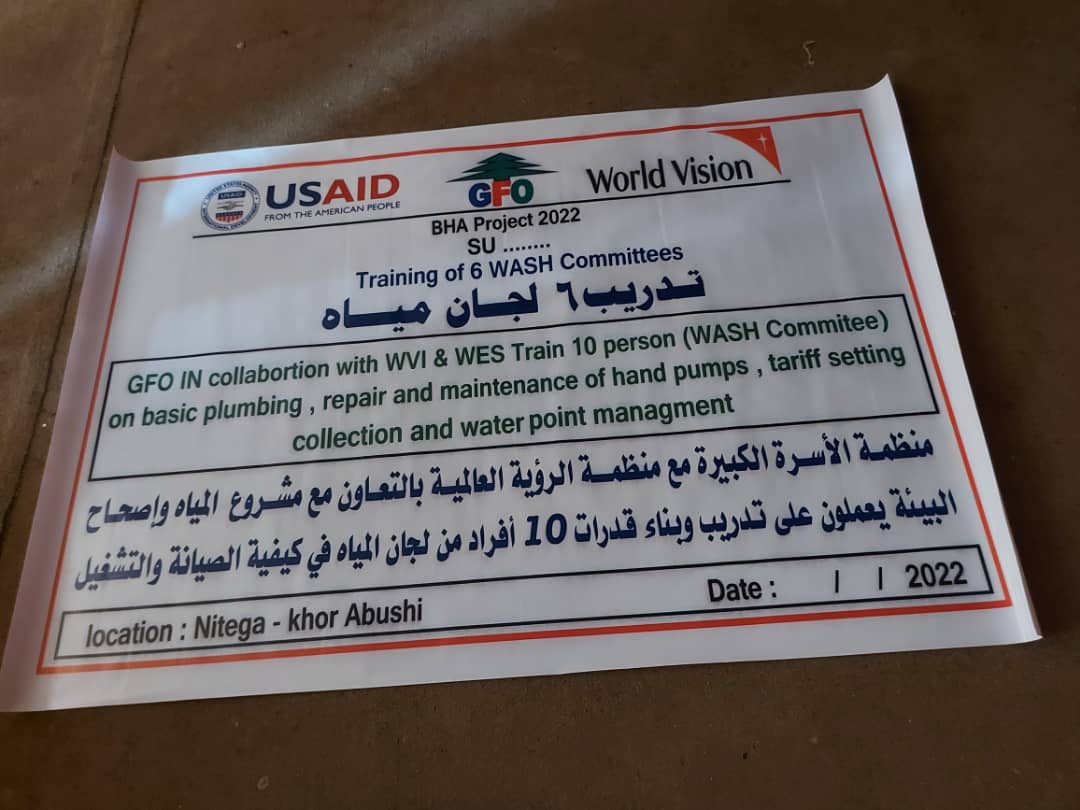 USAID
FROM THE AMERICAN PEOPLE
GFO
World Vision
BHA Project 2022
SU ........
Training of 6 WASH Committees
تدريب ٦ لجان مياه
GFO IN collabortion with WVI & WES Train 10 person (WASH Commitee)
on basic plumbing , repair and maintenance of hand pumps , tariff setting
collection and water point managment
منظمة الأسرة الكبيرة مع منظمة الرؤية العالمية بالتعاون مع مشروع المياه وإصحاح
البيئة يعملون على تدريب وبناء قدرات 10 أفراد من لجان المياه في كيفية الصيانة والتشغيل
location : Nitega - khor Abushi
Date : / / 2022